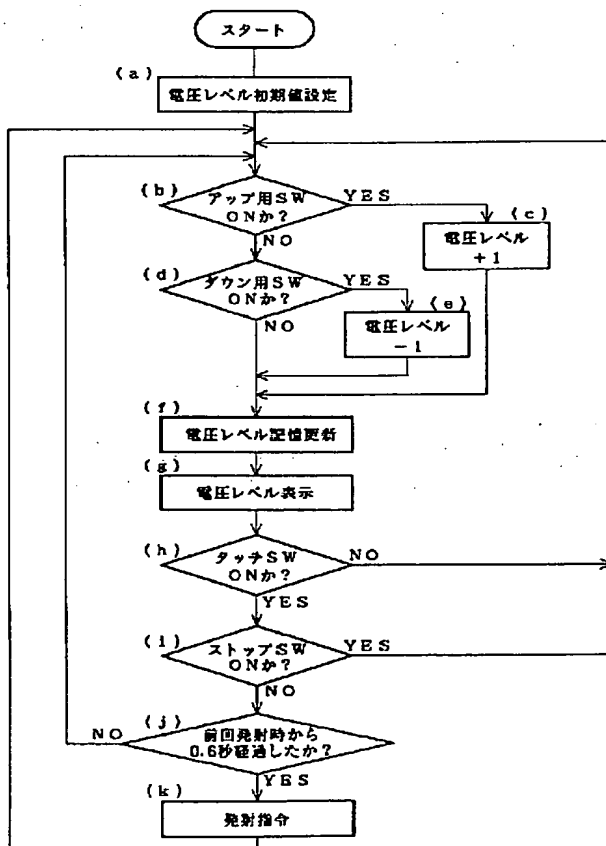 スタート
(a)
電圧レベル初期値設定
(b)
アップ用SW
ONか？
YES
NO
(c)
電圧レベル
+1
(d)
ダウン用SW
ONか？
YES
NO
(e)
電圧レベル
-1
(f)
電圧レベル記憶更新
(g)
電圧レベル表示
(h)
タッチSW
ONか？
NO
YES
(i)
ストップSW
ONか？
YES
NO
(j)
前回発射時から
0.6秒経過したか？
NO
YES
(k)
発射指令